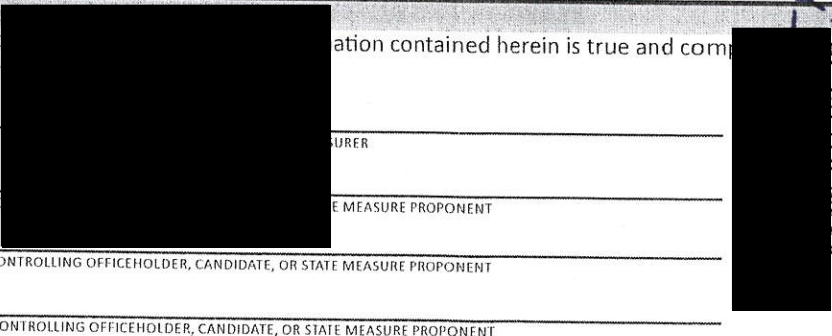 ation contained herein is true and comp
SURER
E MEASURE PROPONENT
ONTROLLING OFFICEHOLDER, CANDIDATE, OR STATE MEASURE PROPONENT
ONTROLLING OFFICEHOLDER, CANDIDATE, OR STATE MEASURE PROPONENT